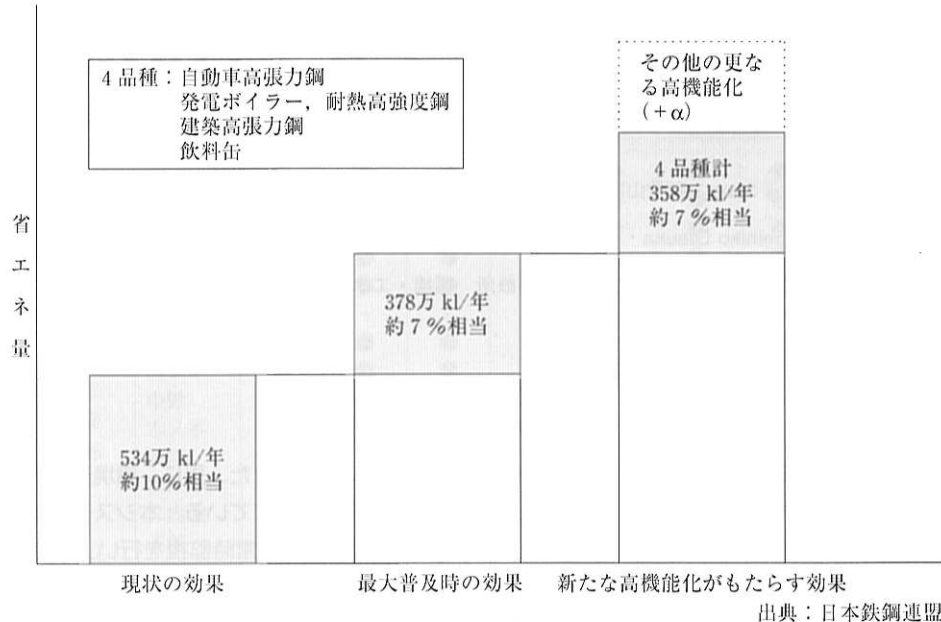 4品種：自動車高張力鋼
発電ボイラー，耐熱高強度鋼
建築高張力鋼
飲料缶
その他の更な
る高機能化
（＋α）
4品種計
358万 kl/年
約 7 %相当
省エネ量
378万 kl/年
約 7 %相当
534万 kl/年
約10%相当
現状の効果
最大普及時の効果
新たな高機能化がもたらす効果
出典：日本鉄鋼連盟